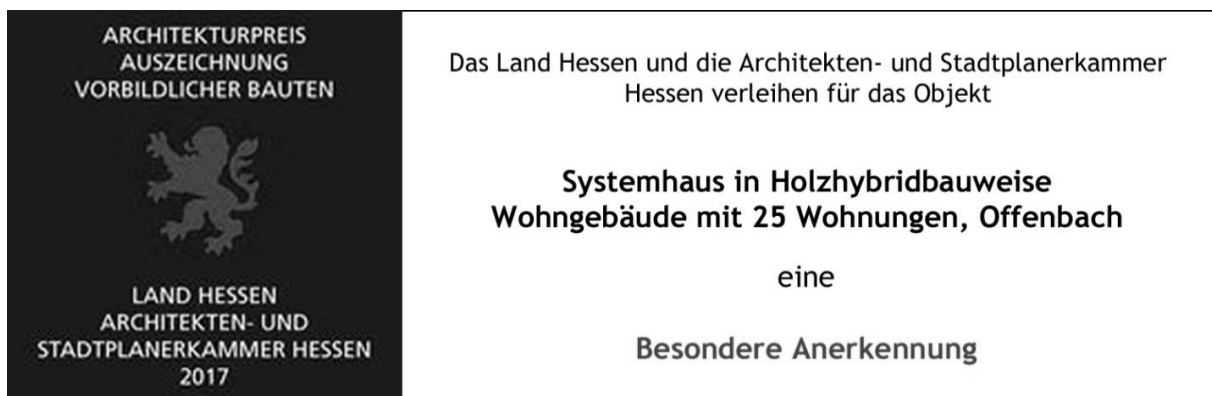 ARCHITEKTURPREIS
AUSZEICHNUNG
VORBILDLICHER BAUTEN
LAND HESSEN
ARCHITEKTEN- UND
STADTPLANERKAMMER HESSEN
2017
Das Land Hessen und die Architekten- und Stadtplanerkammer
Hessen verleihen für das Objekt
Systemhaus in Holzhybridbauweise
Wohngebäude mit 25 Wohnungen, Offenbach
eine
Besondere Anerkennung